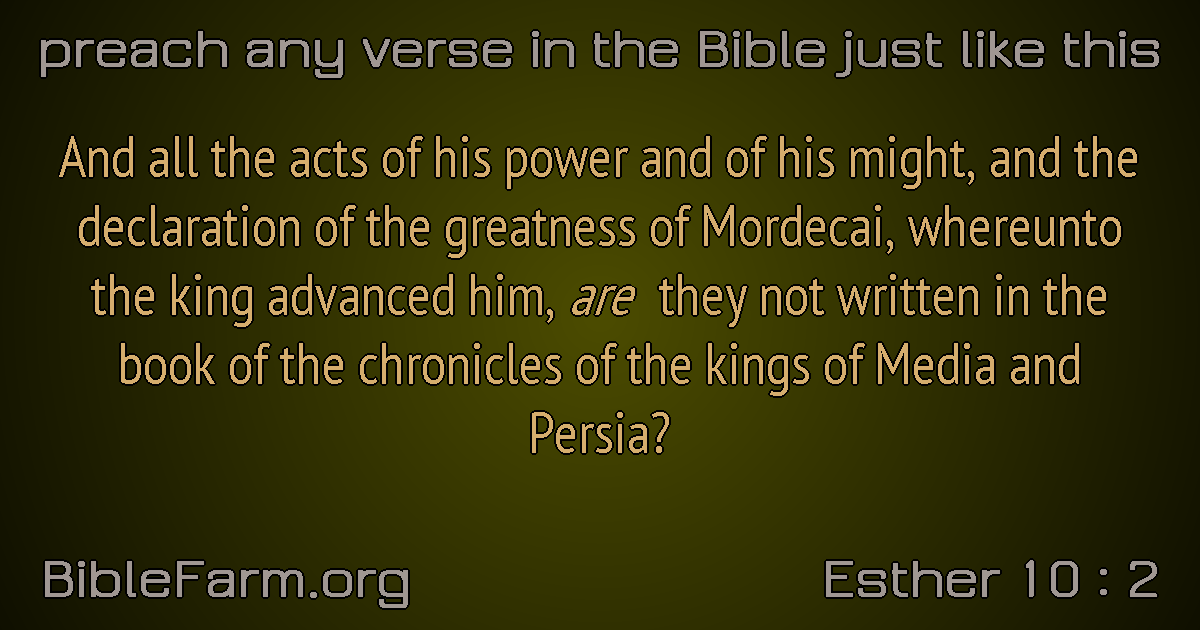 preach any verse in the Bible just like this
And all the acts of his power and of his might, and the
declaration of the greatness of Mordecai, whereunto
the king advanced him, are they not written in the
book of the chronicles of the kings of Media and
Persia?
BibleFarm.org
Esther 10 : 2